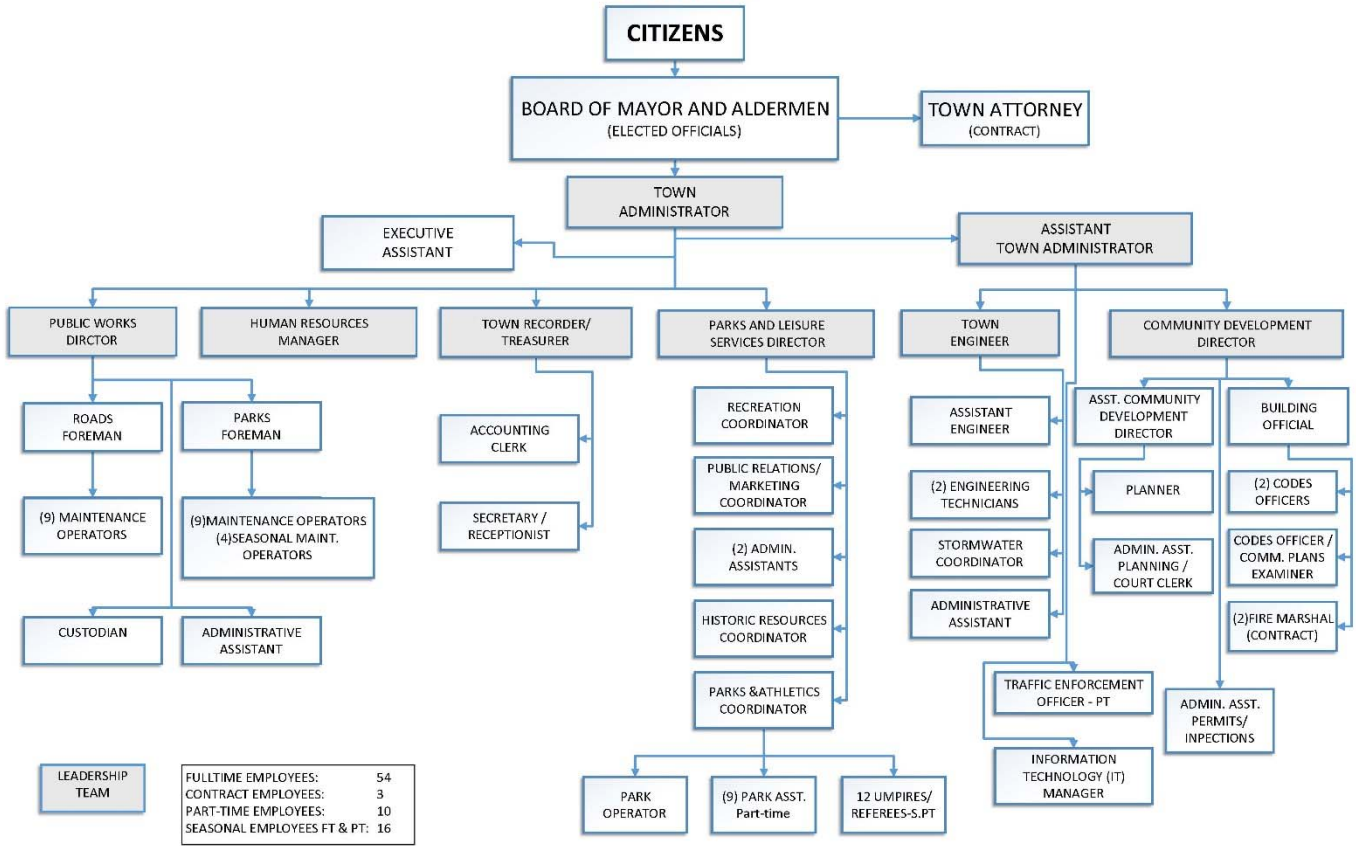 CITIZENS
BOARD OF MAYOR AND ALDERMEN
(ELECTED OFFICIALS)
TOWN ATTORNEY
(CONTRACT)
TOWN
ADMINISTRATOR
EXECUTIVE
ASSISTANT
ASSISTANT
TOWN ADMINISTRATOR
PUBLIC WORKS
DIRCTOR
HUMAN RESOURCES
MANAGER
TOWN RECORDER/
TREASURER
PARKS AND LEISURE
SERVICES DIRECTOR
TOWN
ENGINEER
COMMUNITY DEVELOPMENT
DIRECTOR
ROADS
FOREMAN
PARKS
FOREMAN
(9) MAINTENANCE
OPERATORS
(9)MAINTENANCE OPERATORS
(4)SEASONAL MAINT.
OPERATORS
CUSTODIAN
ADMINISTRATIVE
ASSISTANT
ACCOUNTING
CLERK
SECRETARY /
RECEPTIONIST
RECREATION
COORDINATOR
PUBLIC RELATIONS/
MARKETING
COORDINATOR
(2) ADMIN.
ASSISTANTS
HISTORIC RESOURCES
COORDINATOR
PARKS &ATHLETICS
COORDINATOR
PARK
OPERATOR
(9) PARK ASST.
Part-time
12 UMPIRES/
REFEREES-S.PT
ASSISTANT
ENGINEER
(2) ENGINEERING
TECHNICIANS
STORMWATER
COORDINATOR
ADMINISTRATIVE
ASSISTANT
TRAFFIC ENFORCEMENT
OFFICER - PT
INFORMATION
TECHNOLOGY (IT)
MANAGER
ASST. COMMUNITY
DEVELOPMENT
DIRECTOR
PLANNER
ADMIN. ASST.
PLANNING /
COURT CLERK
BUILDING
OFFICIAL
(2) CODES
OFFICERS
CODES OFFICER /
COMM. PLANS
EXAMINER
(2)FIRE MARSHAL
(CONTRACT)
ADMIN. ASST.
PERMITS/
INPECTIONS
LEADERSHIP
TEAM
FULLTIME EMPLOYEES: 54
CONTRACT EMPLOYEES: 3
PART-TIME EMPLOYEES: 10
SEASONAL EMPLOYEES FT & PT: 16